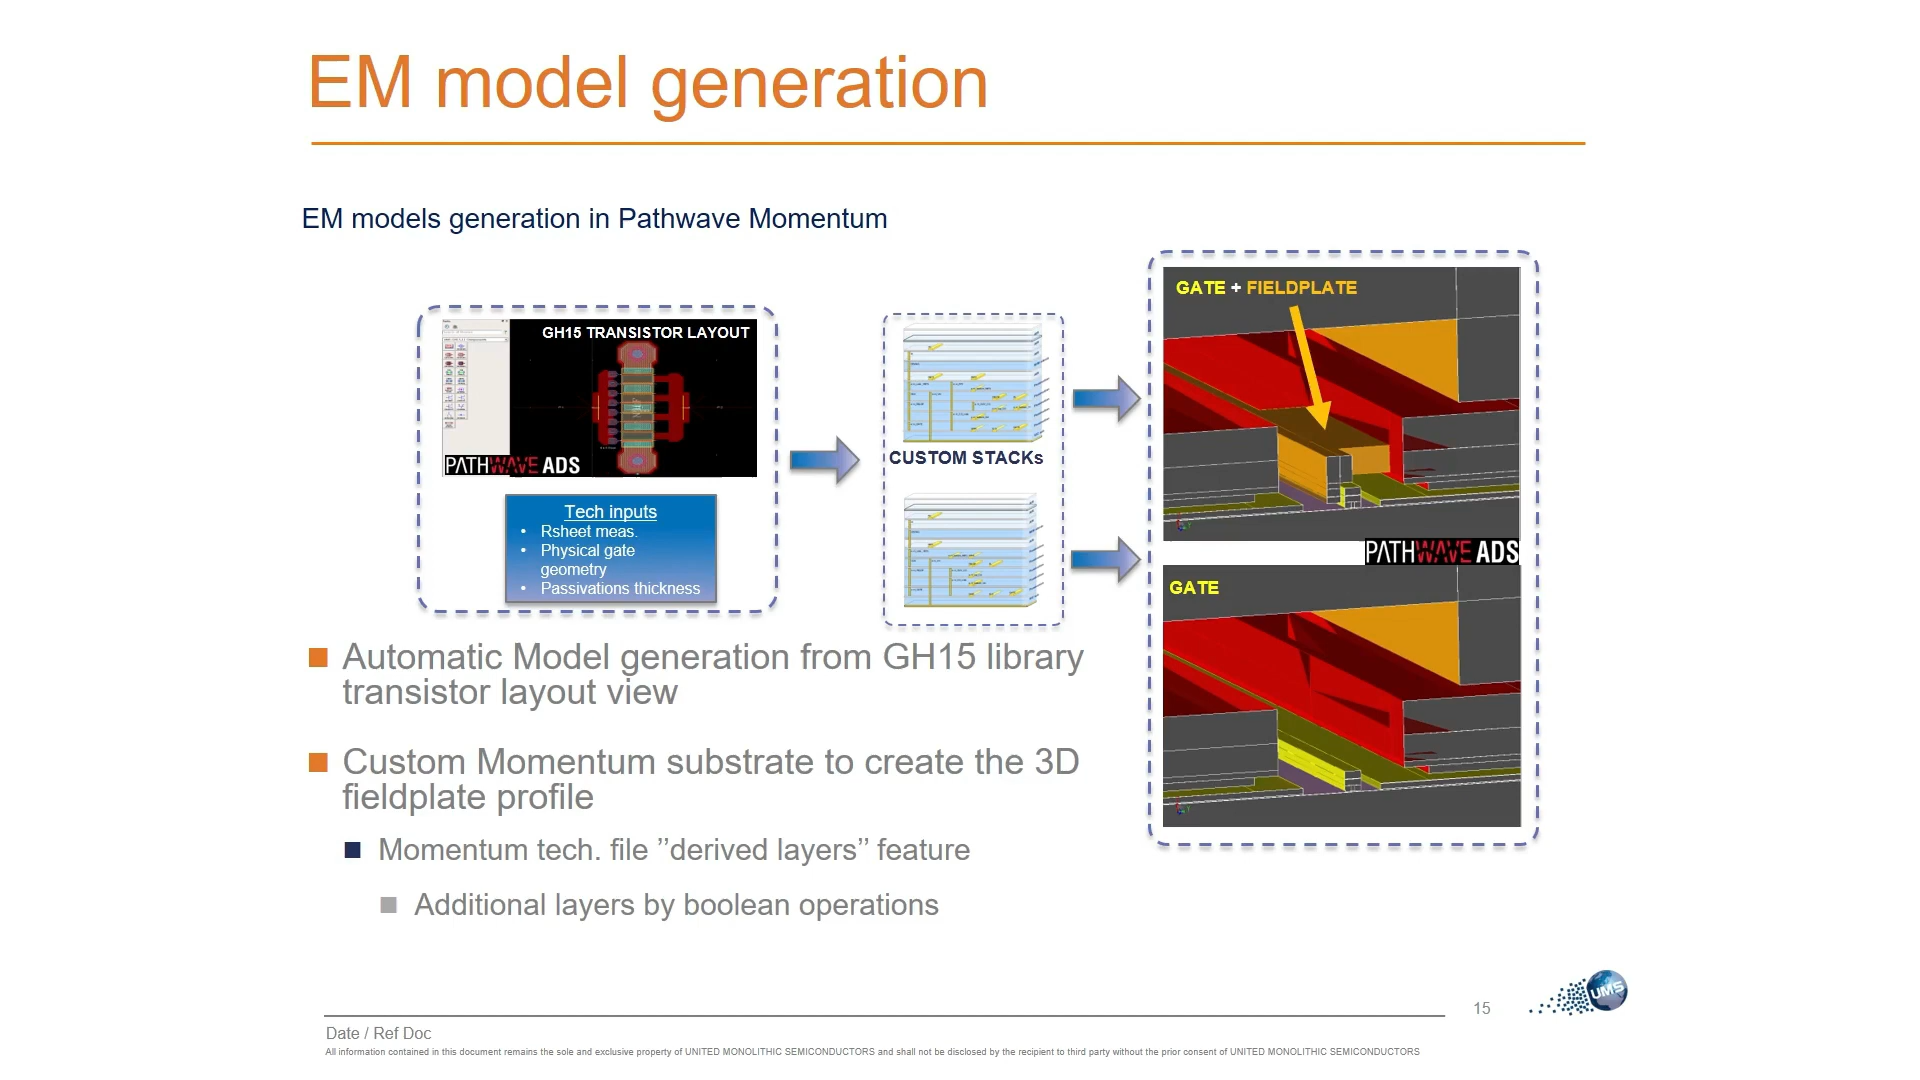 EM model generation
EM models generation in Pathwave Momentum
GH15 TRANSISTOR LAYOUT
PATHWAVE ADS
Tech inputs
• Rsheet meas.
• Physical gate
geometry
• Passivations thickness
CUSTOM STACKs
GATE + FIELDPLATE
PATHWAVE ADS
GATE
Automatic Model generation from GH15 library
transistor layout view
Custom Momentum substrate to create the 3D
fieldplate profile
Momentum tech. file ’’derived layers’’ feature
Additional layers by boolean operations
15
UMS
Date / Ref Doc
All information contained in this document remains the sole and exclusive property of UNITED MONOLITHIC SEMICONDUCTORS and shall not be disclosed by the recipient to third party without the prior consent of UNITED MONOLITHIC SEMICONDUCTORS